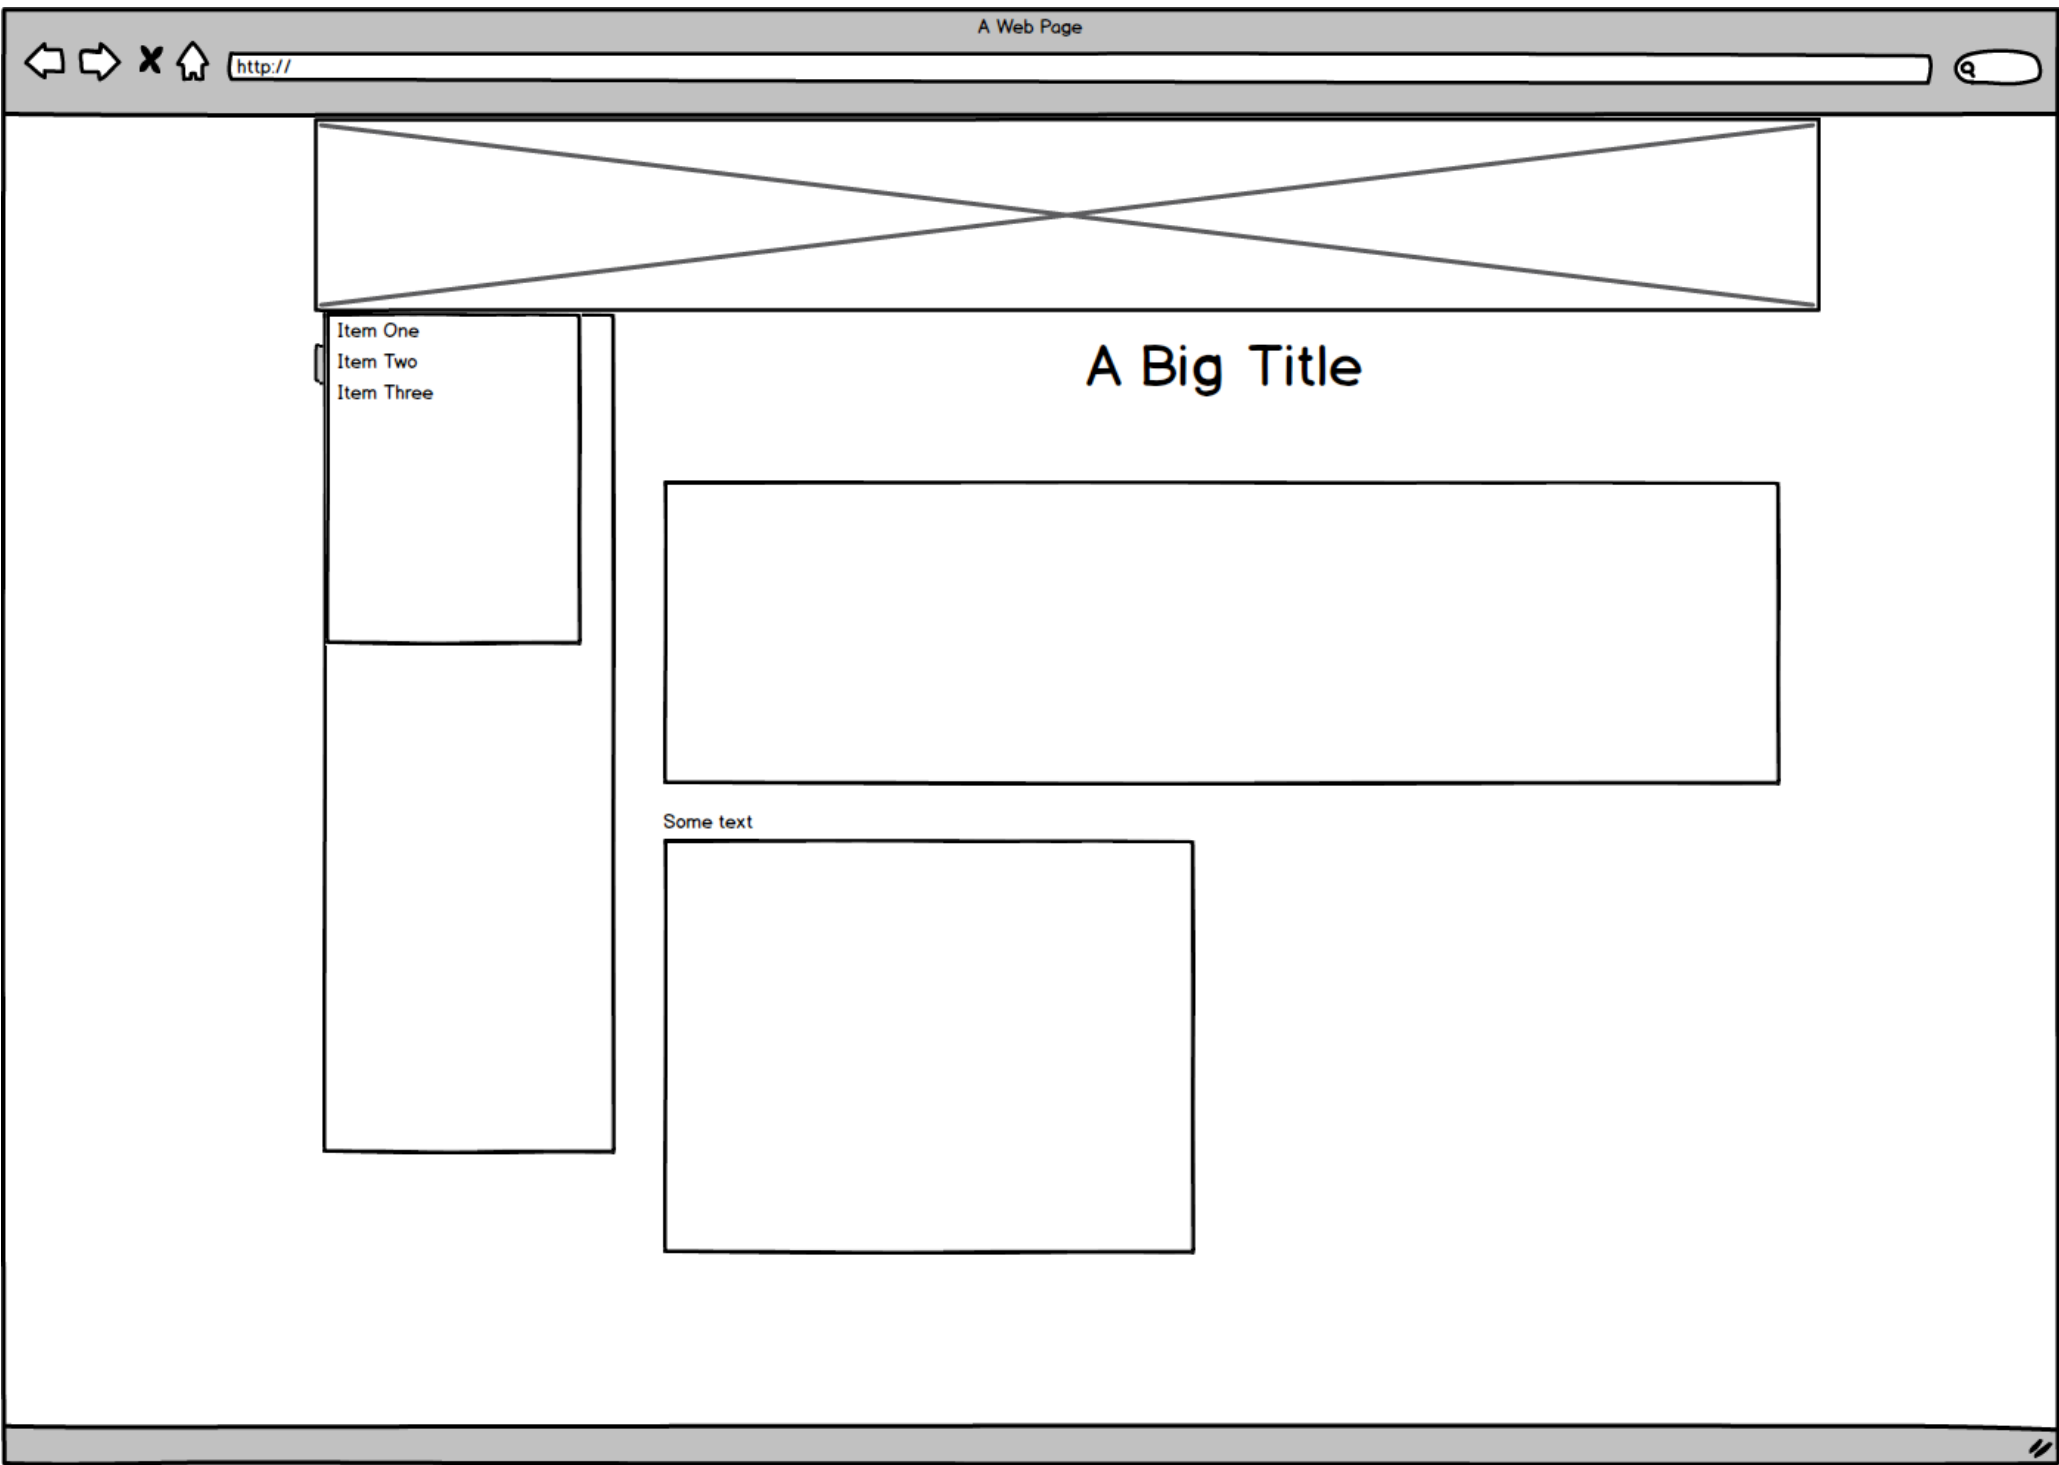 A Web Page
http://
Item One
Item Two
Item Three
A Big Title
Some text